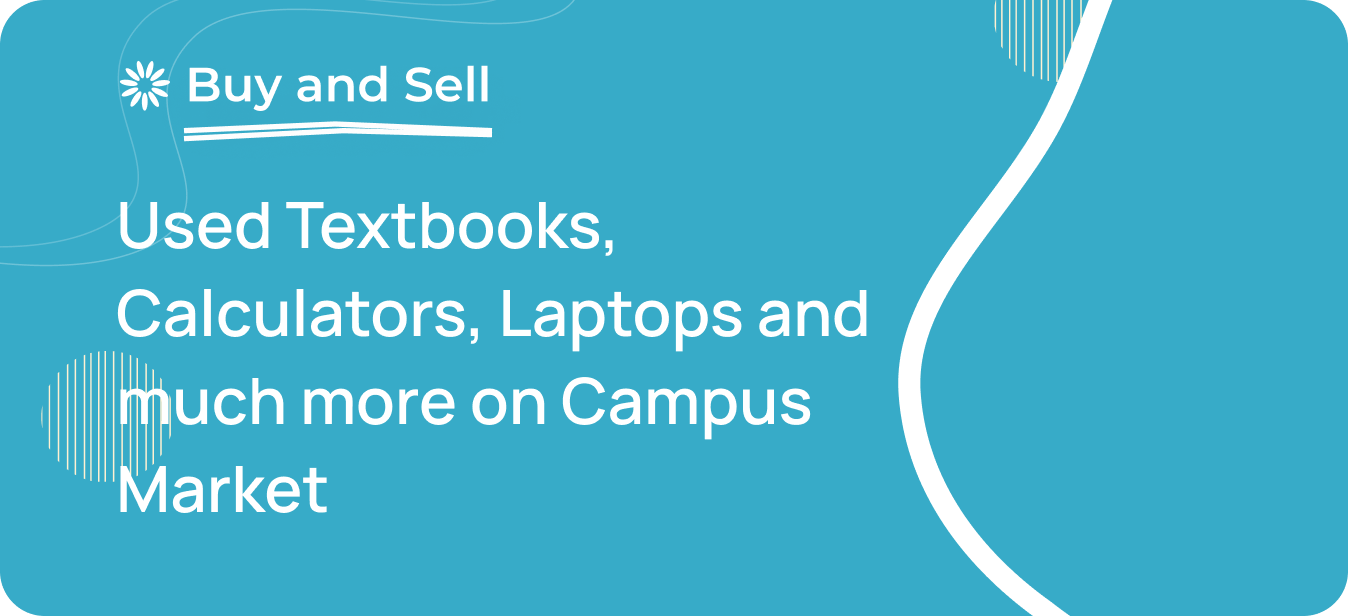 Buy and Sell
Used Textbooks,
Calculators, Laptops and
much more on Campus
Market